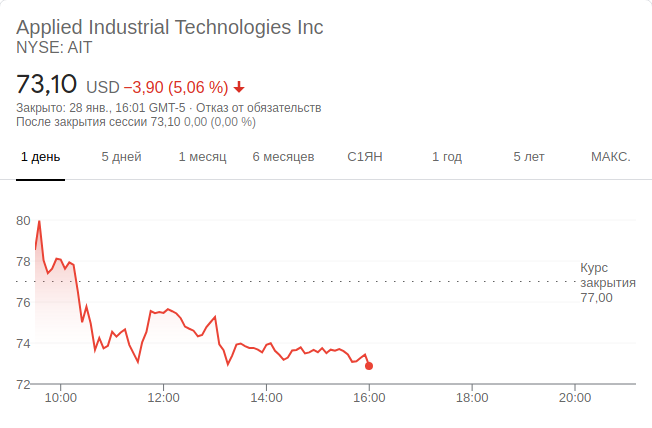 Applied Industrial Technologies Inc
NYSE: AIT
73,10 USD −3,90 (5,06 %)
Закрыто: 28 янв., 16:01 GMT-5 · Отказ от обязательств
После закрытия сессии 73,10 0,00 (0,00 %)
1 день 5 дней 1 месяц 6 месяцев С1ЯН 1 год 5 лет МАКС.
80
78
Курс
закрытия
77,00
76
74
72
10:00 12:00 14:00 16:00 18:00 20:00